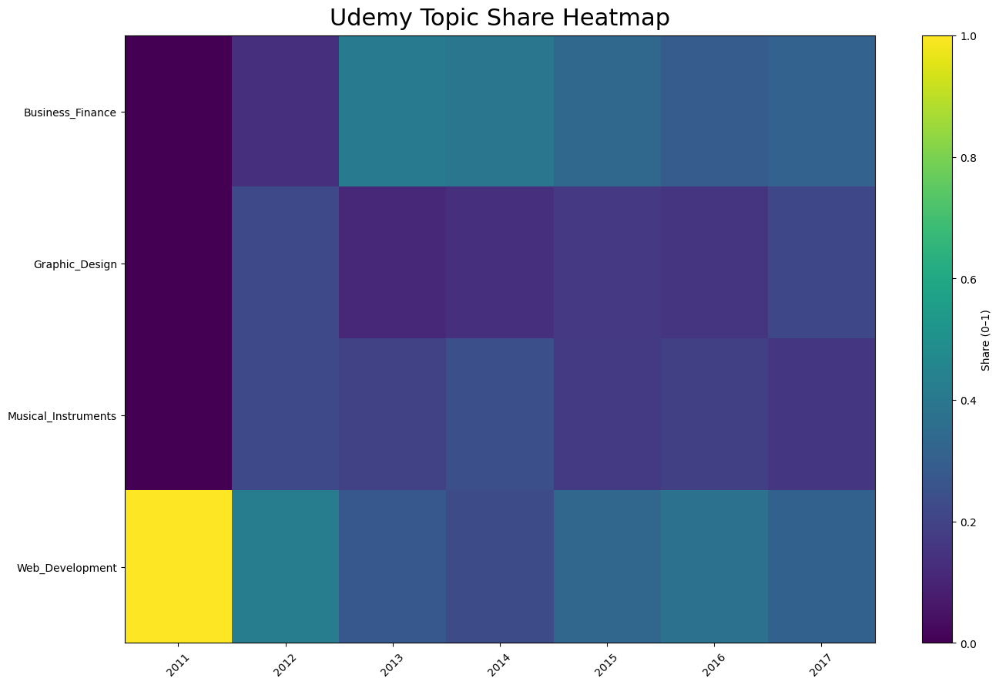 Udemy Topic Share Heatmap
Business_Finance
Graphic_Design
Musical_Instruments
Web_Development
2011
2012
2013
2014
2015
2016
2017
1.0
0.8
0.6
0.4
0.2
0.0
Share (0–1)